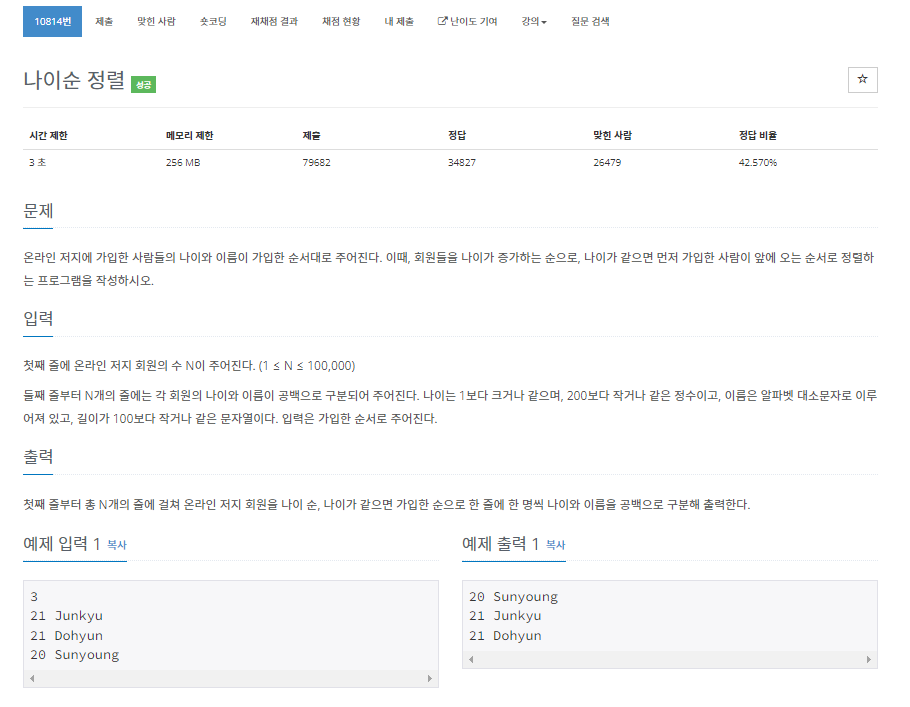 10814번 제출 맞힌 사람 숏코딩 재채점 결과 채점 현황 내 제출 난이도 기여 강의 질문 검색
나이순 정렬 성공
시간 제한 메모리 제한 제출 정답 맞힌 사람 정답 비율
3 초 256 MB 79682 34827 26479 42.570%
문제
온라인 저지에 가입한 사람들의 나이와 이름이 가입한 순서대로 주어진다. 이때, 회원들을 나이가 증가하는 순으로, 나이가 같으면 먼저 가입한 사람이 앞에 오는 순서로 정렬하
는 프로그램을 작성하시오.
입력
첫째 줄에 온라인 저지 회원의 수 N이 주어진다. (1 ≤ N ≤ 100,000)
둘째 줄부터 N개의 줄에는 각 회원의 나이와 이름이 공백으로 구분되어 주어진다. 나이는 1보다 크거나 같으며, 200보다 작거나 같은 정수이고, 이름은 알파벳 대소문자로 이루
어져 있고, 길이가 100보다 작거나 같은 문자열이다. 입력은 가입한 순서로 주어진다.
출력
첫째 줄부터 총 N개의 줄에 걸쳐 온라인 저지 회원을 나이 순, 나이가 같으면 가입한 순으로 한 줄에 한 명씩 나이와 이름을 공백으로 구분해 출력한다.
예제 입력 1 복사
3
21 Junkyu
21 Dohyun
20 Sunyoung
예제 출력 1 복사
20 Sunyoung
21 Junkyu
21 Dohyun